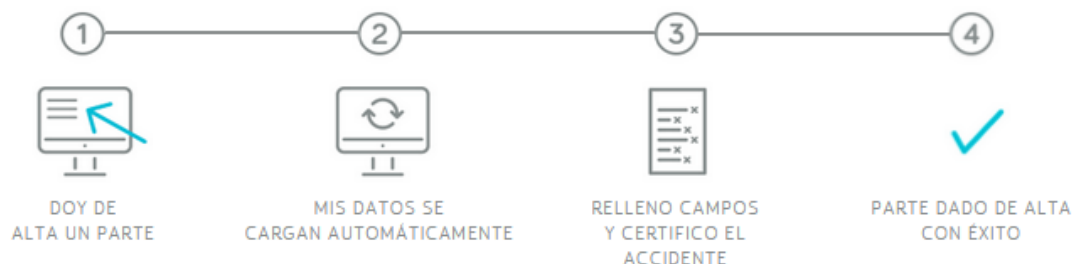 1
2
3
4
DOY DE
ALTA UN PARTE
MIS DATOS SE
CARGAN AUTOMÁTICAMENTE
RELLENO CAMPOS
Y CERTIFICO EL
ACCIDENTE
PARTE DADO DE ALTA
CON ÉXITO